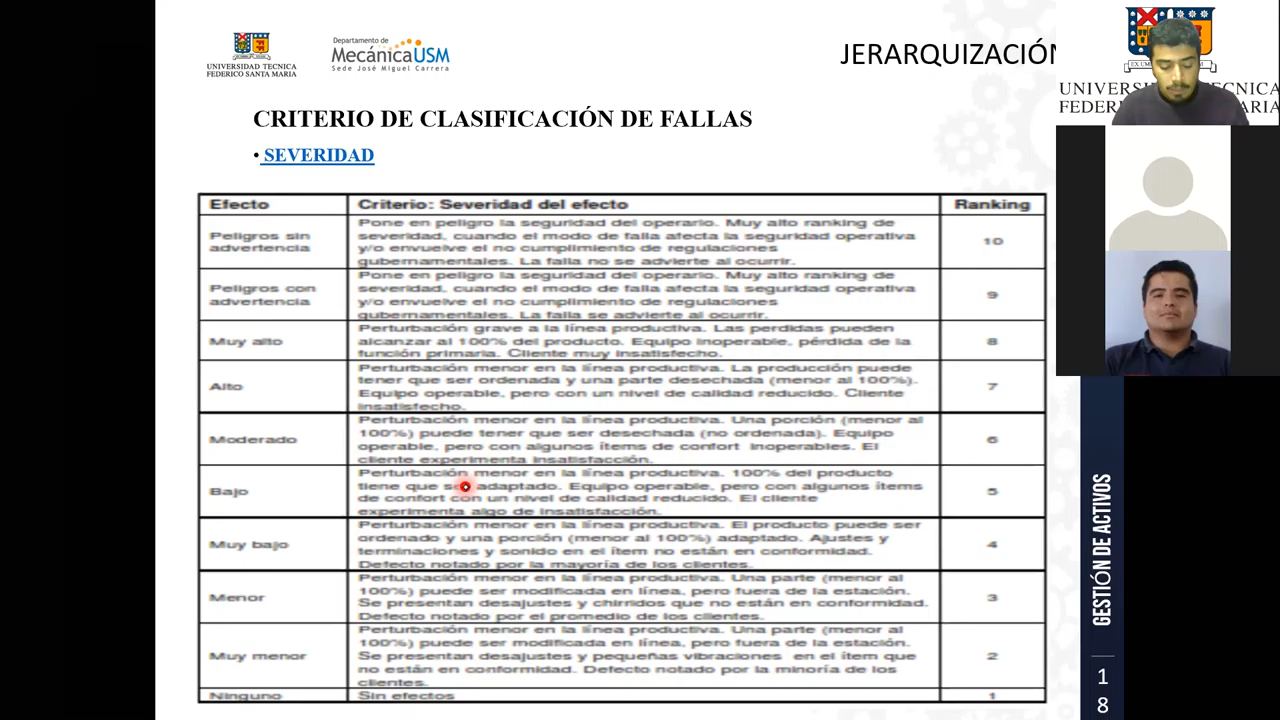 UNIVERSIDAD TECNICA
FEDERICO SANTA MARIA
Departamento de
MecánicaUSM
Sede José Miguel Carrera
JERARQUIZACIÓN
UNIVERS
TECNICA
FEDER
ARIA
CRITERIO DE CLASIFICACIÓN DE FALLAS
• SEVERIDAD
Efecto
Criterio: Severidad del efecto
Ranking
Peligros sin
advertencia
Pone en peligro la seguridad del operario. Muy alto ranking de
severidad, cuando el modo de falla afecta la seguridad operativa
y/o envuelve el no cumplimiento de regulaciones
gubernamentales. La falla no se advierte al ocurrir.
10
Peligros con
advertencia
Pone en peligro la seguridad del operario. Muy alto ranking de
severidad, cuando el modo de falla afecta la seguridad operativa
y/o envuelve el no cumplimiento de regulaciones
gubernamentales. La falla se advierte al ocurrir.
9
Muy alto
Perturbación grave a la línea productiva. Las perdidas pueden
alcanzar al 100% del producto. Equipo inoperable, pérdida de la
función primaria. Cliente muy insatisfecho.
8
Alto
Perturbación menor en la línea productiva. La producción puede
tener que ser ordenada y una parte desechada (menor al 100%).
Equipo operable, pero con un nivel de calidad reducido. Cliente
insatisfecho.
7
Moderado
Perturbación menor en la línea productiva. Una porción (menor al
100%) puede tener que ser desechada (no ordenada). Equipo
operable, pero con algunos ítems de confort inoperables. El
cliente experimenta insatisfacción.
6
Bajo
Perturbación menor en la línea productiva. 100% del producto
tiene que ser adaptado. Equipo operable, pero con algunos ítems
de confort con un nivel de calidad reducido. El cliente
experimenta algo de insatisfacción.
5
Muy bajo
Perturbación menor en la línea productiva. El producto puede ser
ordenado y una porción (menor al 100%) adaptado. Ajustes y
terminaciones y sonido en el ítem no están en conformidad.
Defecto notado por la mayoría de los clientes.
4
Menor
Perturbación menor en la línea productiva. Una parte (menor al
100%) puede ser modificada en línea, pero fuera de la estación.
Se presentan desajustes y chirridos que no están en conformidad.
Defecto notado por el promedio de los clientes.
3
Muy menor
Perturbación menor en la línea productiva. Una parte (menor al
100%) puede ser modificada en línea, pero fuera de la estación.
Se presentan desajustes y pequeñas vibraciones en el ítem que
no están en conformidad. Defecto notado por la minoría de los
clientes.
2
Ninguno
Sin efectos
1
GESTIÓN DE ACTIVOS
1
8